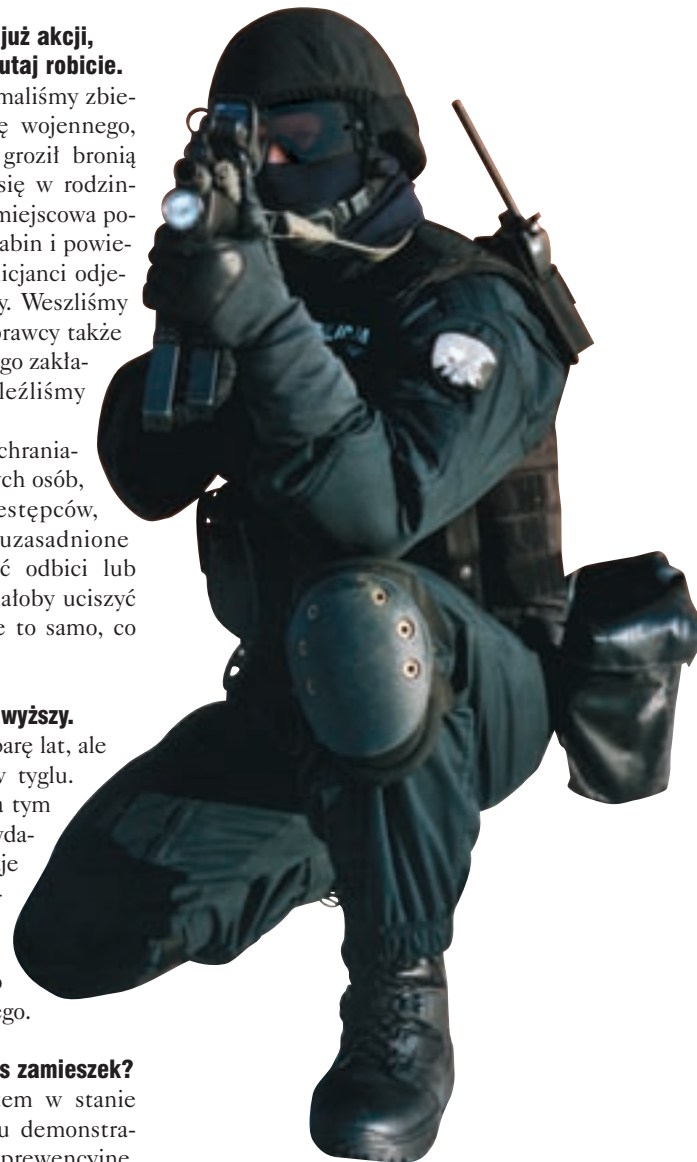 już akcji,
utaj robicie.
maliśmy zbie-
ę wojennego,
groził bronią
się w rodzin-
miejscowa po-
abin i powie-
icjanci odje-
y. Weszliśmy
prawcy także
go zakła-
leźliśmy
chrania-
ych osób,
estępców,
uzasadnione
ć odbici lub
ałoby uciszyć
e to samo, co
wyższy.
parę lat, ale
w tyglu.
n tym
yda-
je
-
o
ego.
s zamieszek?
tem w stanie
u demonstra-
prewencyjne